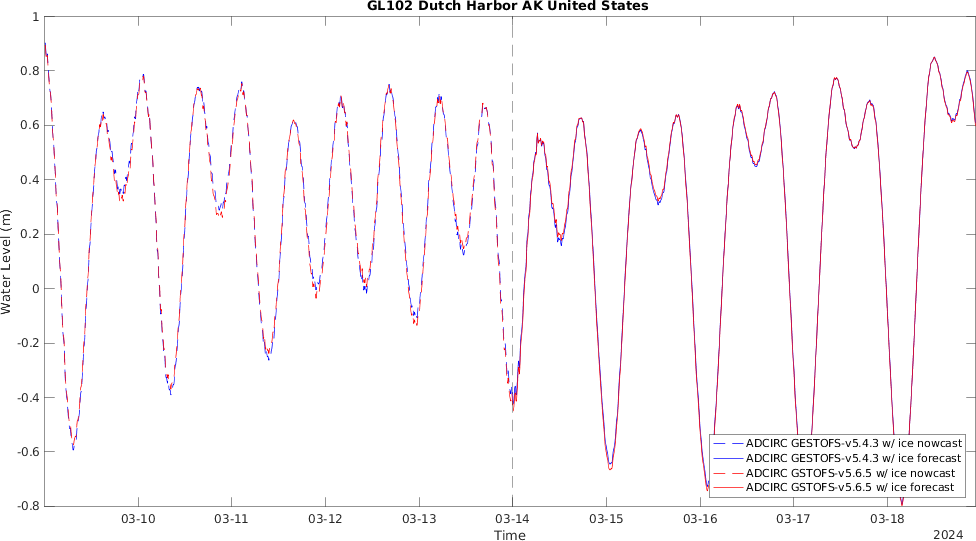 GL102 Dutch Harbor AK United States
1
0.8
0.6
0.4
0.2
0
-0.2
-0.4
-0.6
-0.8
Water Level (m)
ADCIRC GESTOFS-v5.4.3 w/ ice nowcast
ADCIRC GESTOFS-v5.4.3 w/ ice forecast
ADCIRC GSTOFS-v5.6.5 w/ ice nowcast
ADCIRC GSTOFS-v5.6.5 w/ ice forecast
03-10 03-11 03-12 03-13 03-14 03-15 03-16 03-17 03-18
Time
2024